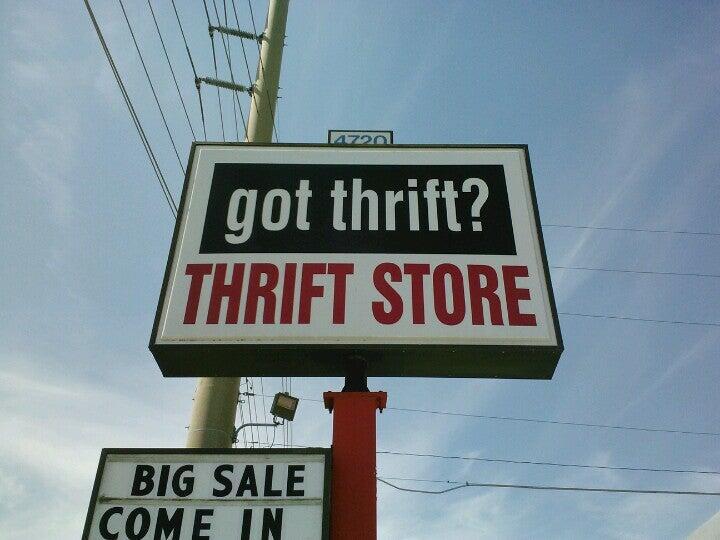 4720
got thrift?
THRIFT STORE
BIG SALE
COME IN